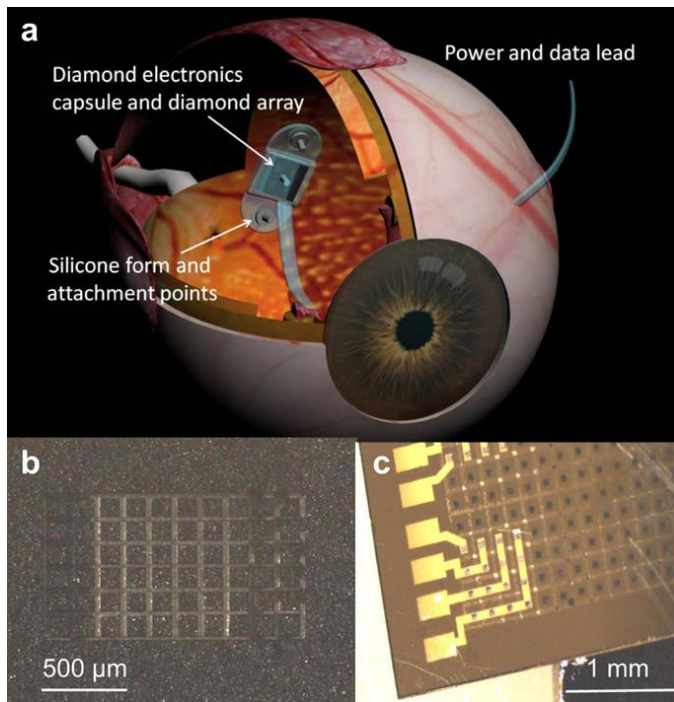 a
Power and data lead
Diamond electronics
capsule and diamond array
Silicone form and
attachment points
b
500 µm
c
1 mm